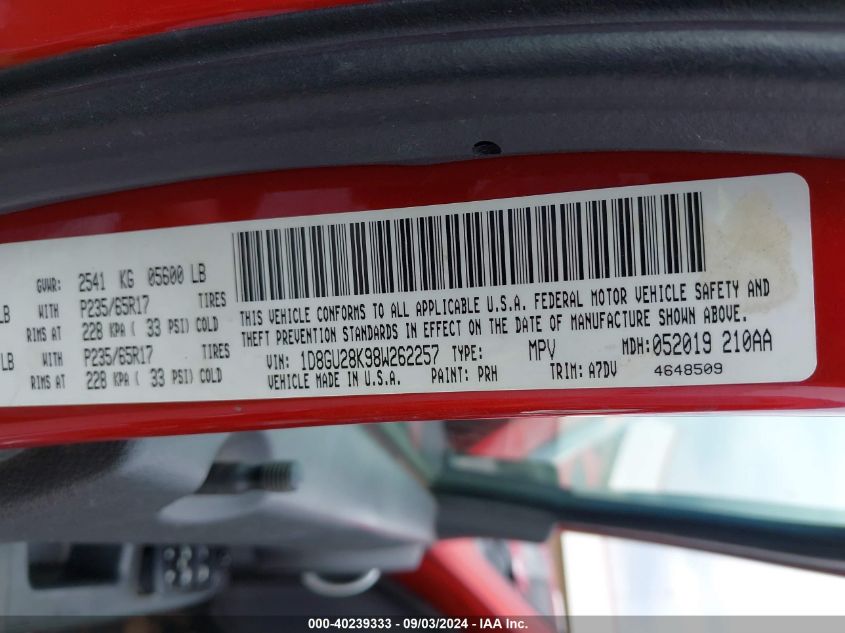 GVWR: 2541 KG 05600 LB
LB WITH P235/65R17 TIRES
RIMS AT 228 KPA ( 33 PSI) COLD
LB WITH P235/65R17 TIRES
RIMS AT 228 KPA ( 33 PSI) COLD
THIS VEHICLE CONFORMS TO ALL APPLICABLE U.S.A. FEDERAL MOTOR VEHICLE SAFETY AND
THEFT PREVENTION STANDARDS IN EFFECT ON THE DATE OF MANUFACTURE SHOWN ABOVE.
VIN: 1D8GU28K98W262257 TYPE: MPV MDH: 052019 210AA
VEHICLE MADE IN U.S.A. PAINT: PRH TRIM: A7DV 4648509
000-40239333 - 09/03/2024 - © IAA Inc.